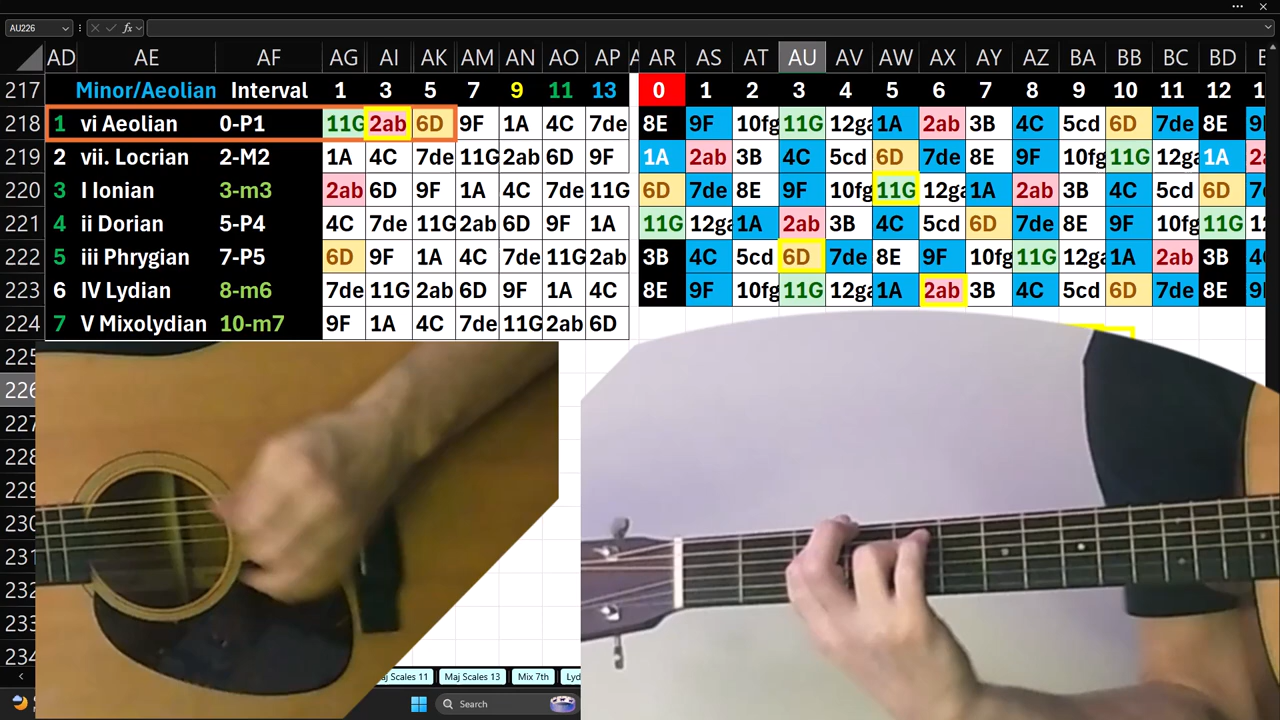 AU226 fx
AD AE AF AG AI AK AM AN AO AP A AR AS AT AU AV AW AX AY AZ BA BB BC BD
217 Minor/Aeolian Interval 1 3 5 7 9 11 13 0 1 2 3 4 5 6 7 8 9 10 11 12 1
218 1 vi Aeolian 0-P1 11G 2ab 6D 9F 1A 4C 7de 8E 9F 10fg 11G 12ga 1A 2ab 3B 4C 5cd 6D 7de 8E 9
219 2 vii. Locrian 2-M2 1A 4C 7de 11G 2ab 6D 9F 1A 2ab 3B 4C 5cd 6D 7de 8E 9F 10fg 11G 12ga 1A 2
220 3 I Ionian 3-m3 2ab 6D 9F 1A 4C 7de 11G 6D 7de 8E 9F 10fg 11G 12ga 1A 2ab 3B 4C 5cd 6D 7
221 4 ii Dorian 5-P4 4C 7de 11G 2ab 6D 9F 1A 11G 12ga 1A 2ab 3B 4C 5cd 6D 7de 8E 9F 10fg 11G 1
222 5 iii Phrygian 7-P5 6D 9F 1A 4C 7de 11G 2ab 3B 4C 5cd 6D 7de 8E 9F 10fg 11G 12ga 1A 2ab 3B 4
223 6 IV Lydian 8-m6 7de 11G 2ab 6D 9F 1A 4C 8E 9F 10fg 11G 12ga 1A 2ab 3B 4C 5cd 6D 7de 8E 9
224 7 V Mixolydian 10-m7 9F 1A 4C 7de 11G 2ab 6D
225
226
227
228
229
230
231
232
233
234
aj Scales 11 Maj Scales 13 Mix 7th Lyd
Search